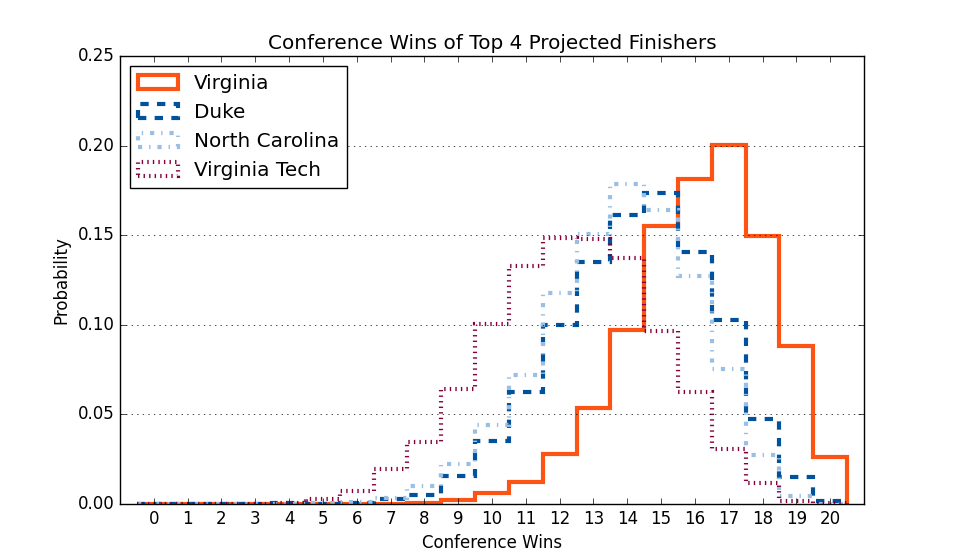 Conference Wins of Top 4 Projected Finishers
Virginia
Duke
North Carolina
Virginia Tech
Probability
0.25
0.20
0.15
0.10
0.05
0.00
0 1 2 3 4 5 6 7 8 9 10 11 12 13 14 15 16 17 18 19 20
Conference Wins